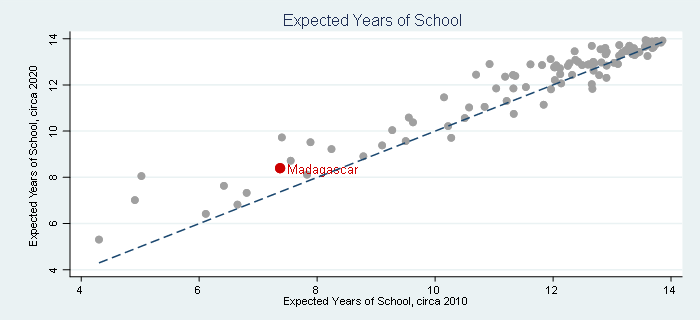 Expected Years of School
Expected Years of School, circa 2020
14
12
10
8
6
4
Madagascar
4 6 8 10 12 14
Expected Years of School, circa 2010